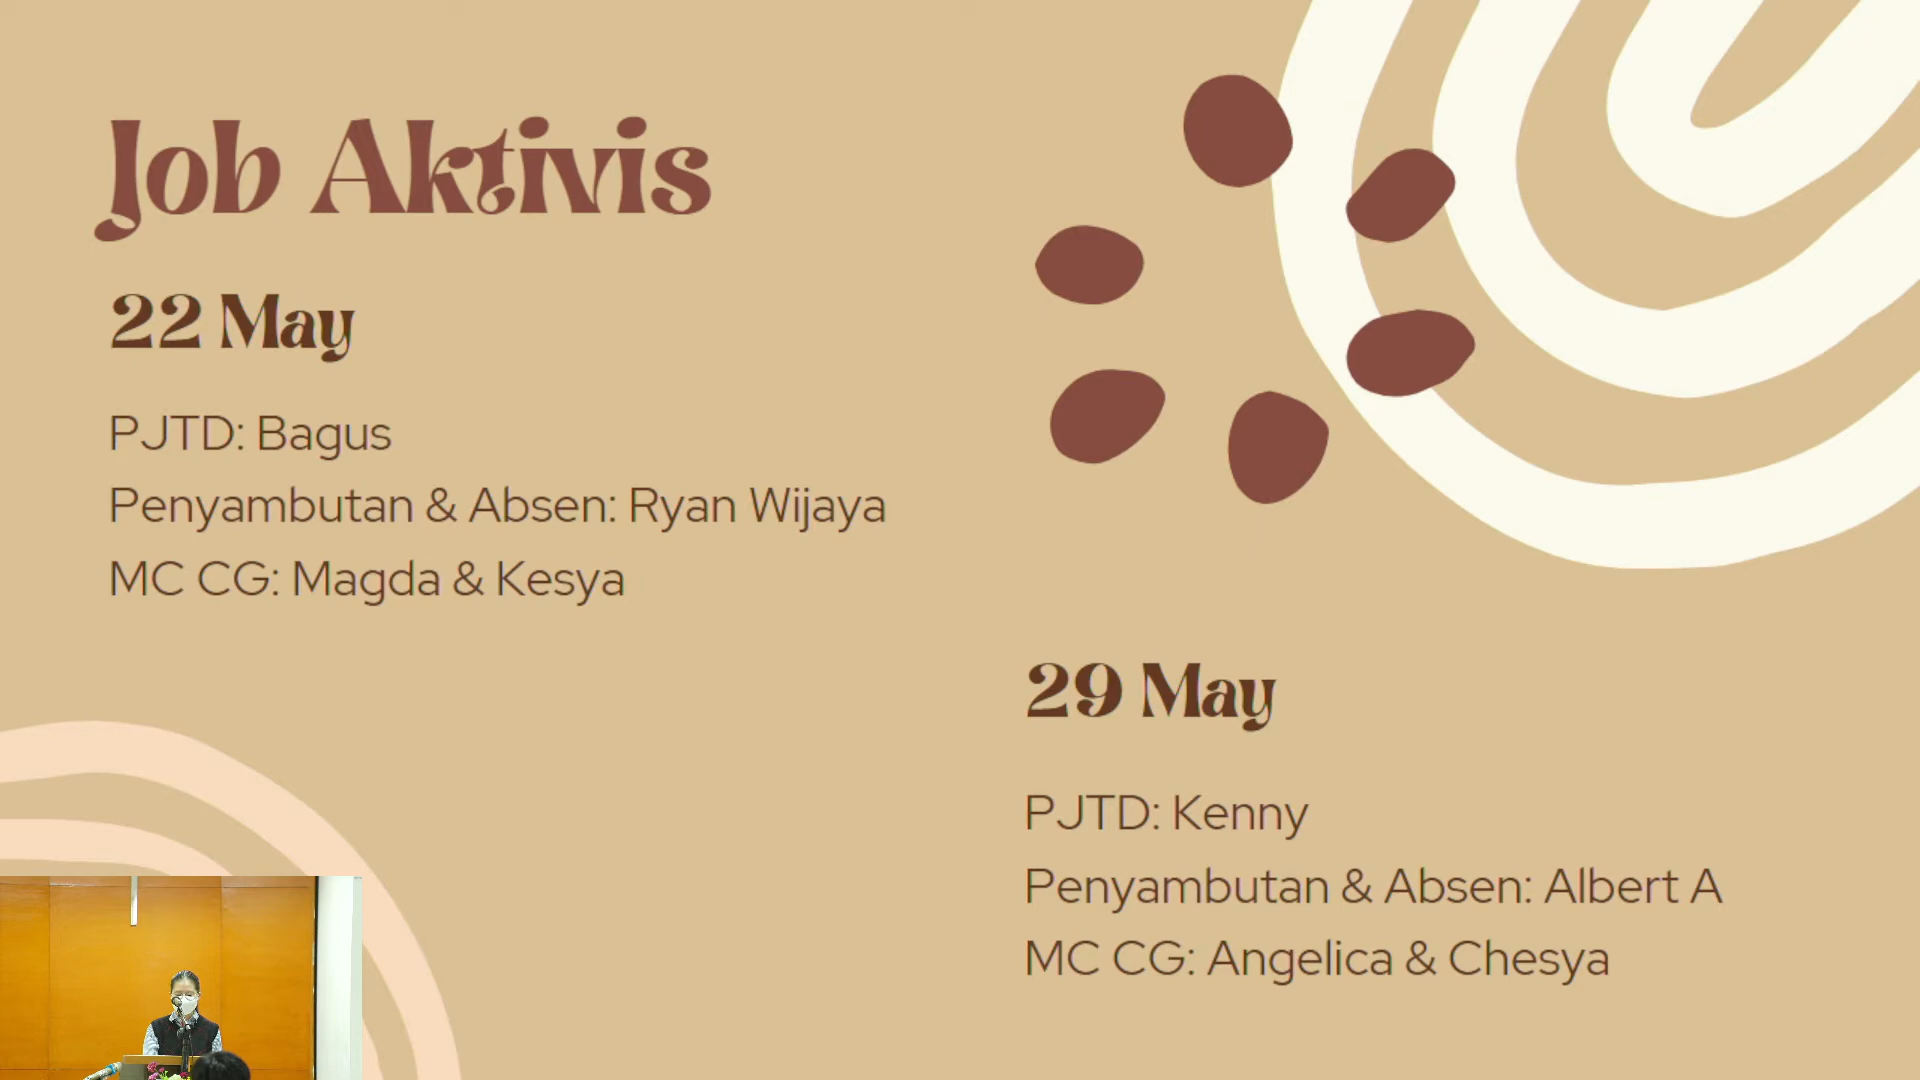 Job Aktivis
22 May
PJTD: Bagus
Penyambutan & Absen: Ryan Wijaya
MC CG: Magda & Kesya
29 May
PJTD: Kenny
Penyambutan & Absen: Albert A
MC CG: Angelica & Chesya